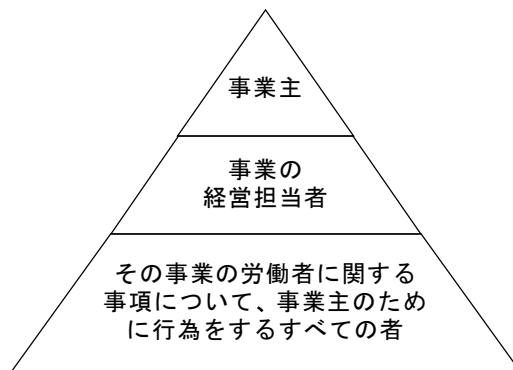 事業主
事業の
経営担当者
その事業の労働者に関する
事項について、事業主のため
に行為をするすべての者